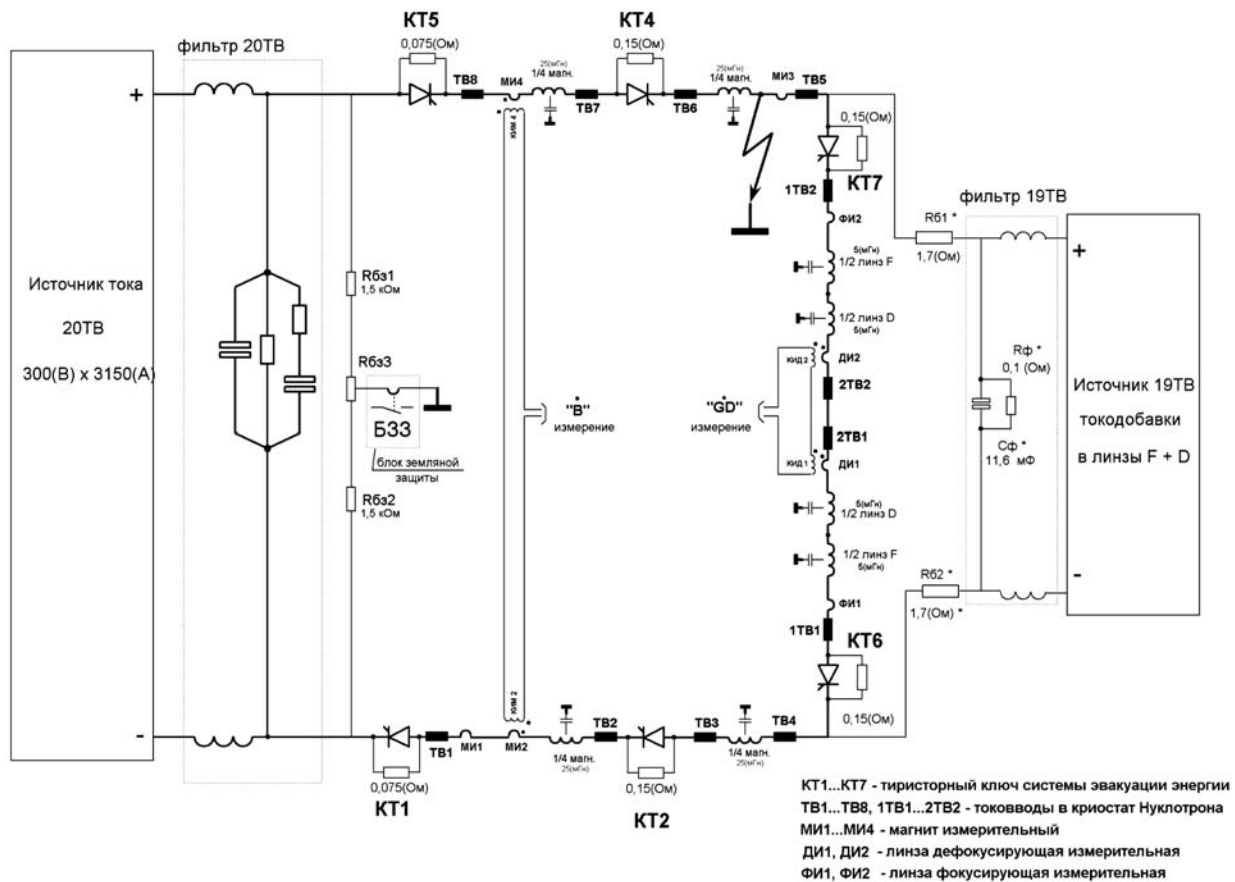 КТ5
0,075(Ом)
КТ4
0,15(Ом)
фильтр 20ТВ
+
ТВ8
МИ4
25(мГн)
1/4 магн.
ТВ7
ТВ6
25(мГн)
1/4 магн.
МИ3
ТВ5
КИМ 4
0,15(Ом)
КТ7
1ТВ2
ФИ2
фильтр 19ТВ
Rб1 *
1,7(Ом)
+
5(мГн)
1/2 линз F
Источник тока
20ТВ
300(В) x 3150(А)
Rбз1
1,5 кОм
1/2 линз D
5(мГн)
Rбз3
БЗЗ
блок земляной
защиты
"B"
измерение
"GD"
измерение
КИД 2
ДИ2
2ТВ2
2ТВ1
КИД 1
ДИ1
Rф *
0,1 (Ом)
Сф *
11,6 мФ
Источник 19ТВ
токодобавки
в линзы F + D
Rбз2
1,5 кОм
5(мГн)
1/2 линз D
1/2 линз F
5(мГн)
-
Rб2 *
1,7(Ом) *
ФИ1
1ТВ1
КТ6
0,15(Ом)
КИМ 2
-
ТВ1
МИ1
МИ2
1/4 магн.
25(мГн)
ТВ2
ТВ3
1/4 магн.
25(мГн)
ТВ4
0,075(Ом)
КТ1
0,15(Ом)
КТ2
КТ1...КТ7 - тиристорный ключ системы эвакуации энергии
ТВ1...ТВ8, 1ТВ1...2ТВ2 - токовводы в криостат Нуклотрона
МИ1...МИ4 - магнит измерительный
ДИ1, ДИ2 - линза дефокусирующая измерительная
ФИ1, ФИ2 - линза фокусирующая измерительная